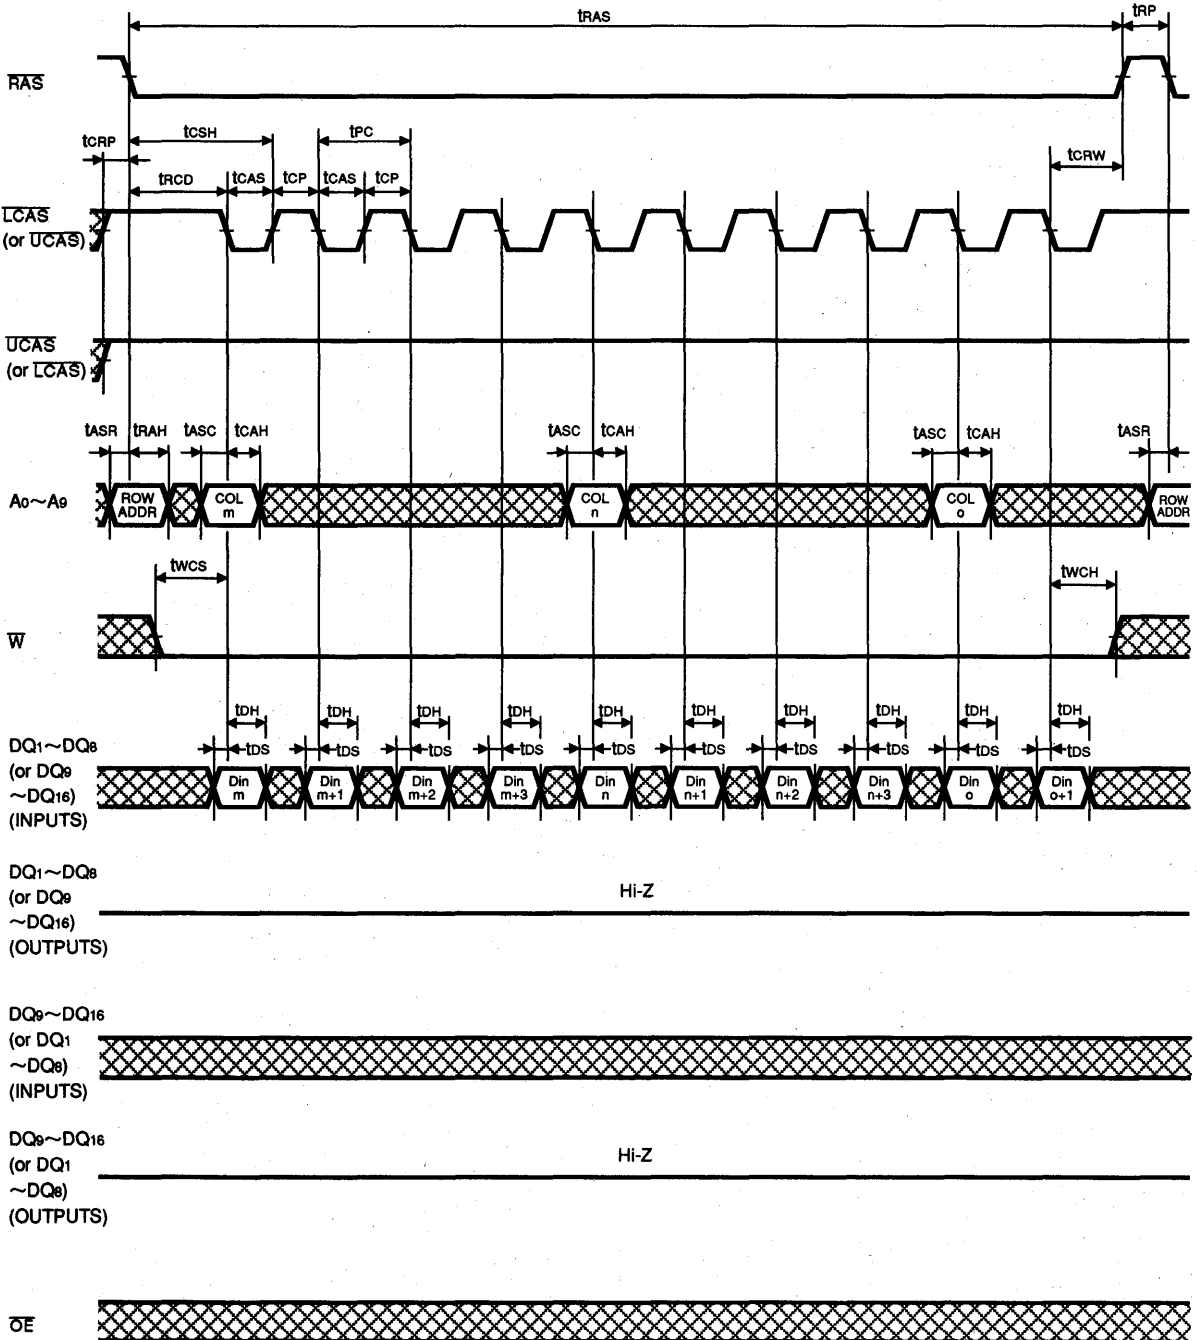 tRAS tRP
RAS
tCRP tCSH tPC tCRW
tRCD tCAS tCP tCAS tCP
LCAS
(or UCAS)
UCAS
(or LCAS)
tASR tRAH tASC tCAH tASC tCAH tASC tCAH tASR
A0~A9
ROW
ADDR
COL
m
COL
n
COL
o
ROW
ADDR
tWCS tWCH
W
tDH tDH tDH tDH tDH tDH tDH tDH tDH tDH
tDS tDS tDS tDS tDS tDS tDS tDS tDS tDS
DQ1~DQ8
(or DQ9
~DQ16)
(INPUTS)
Din
m
Din
m+1
Din
m+2
Din
m+3
Din
n
Din
n+1
Din
n+2
Din
n+3
Din
o
Din
o+1
DQ1~DQ8
(or DQ9
~DQ16)
(OUTPUTS)
Hi-Z
DQ9~DQ16
(or DQ1
~DQ8)
(INPUTS)
DQ9~DQ16
(or DQ1
~DQ8)
(OUTPUTS)
Hi-Z
OE